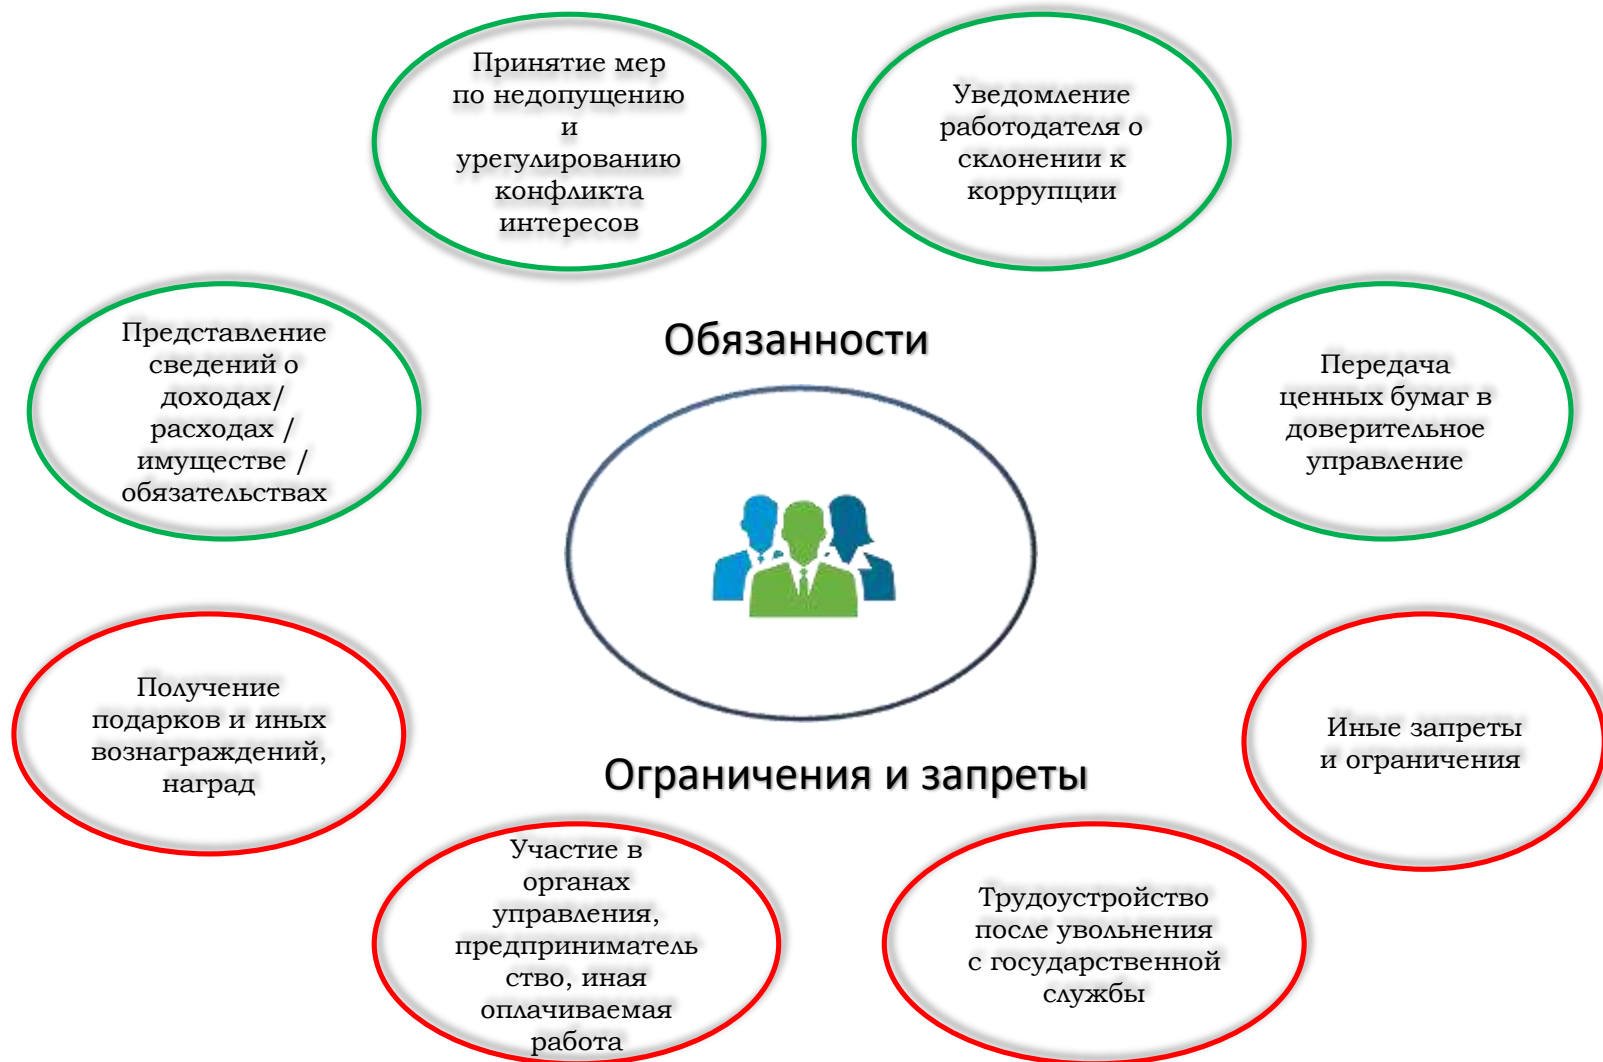 Принятие мер
по недопущению
и
урегулированию
конфликта
интересов
Уведомление
работодателя о
склонении к
коррупции
Представление
сведений о
доходах/
расходах /
имуществе /
обязательствах
Обязанности
Передача
ценных бумаг в
доверительное
управление
Получение
подарков и иных
вознаграждений,
наград
Иные запреты
и ограничения
Ограничения и запреты
Участие в
органах
управления,
предприниматель
ство, иная
оплачиваемая
работа
Трудоустройство
после увольнения
с государственной
службы